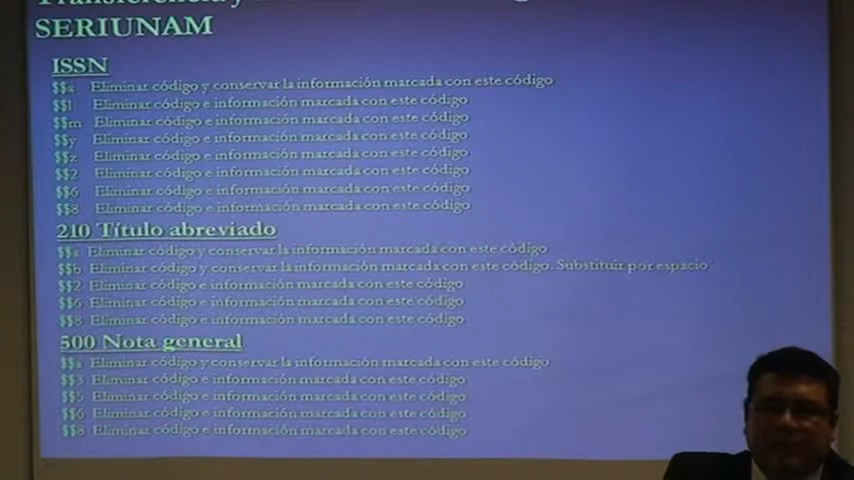 SERIUNAM
ISSN
$$a Eliminar código y conservar la información marcada con este código
$$l Eliminar código e información marcada con este código
$$m Eliminar código e información marcada con este código
$$y Eliminar código e información marcada con este código
$$z Eliminar código e información marcada con este código
$$2 Eliminar código e información marcada con este código
$$6 Eliminar código e información marcada con este código
$$8 Eliminar código e información marcada con este código
210 Título abreviado
$$a Eliminar código y conservar la información marcada con este código
$$b Eliminar código y conservar la información marcada con este código. Substituir por espacio
$$2 Eliminar código e información marcada con este código
$$6 Eliminar código e información marcada con este código
$$8 Eliminar código e información marcada con este código
500 Nota general
$$a Eliminar código y conservar la información marcada con este código
$$3 Eliminar código e información marcada con este código
$$5 Eliminar código e información marcada con este código
$$6 Eliminar código e información marcada con este código
$$8 Eliminar código e información marcada con este código